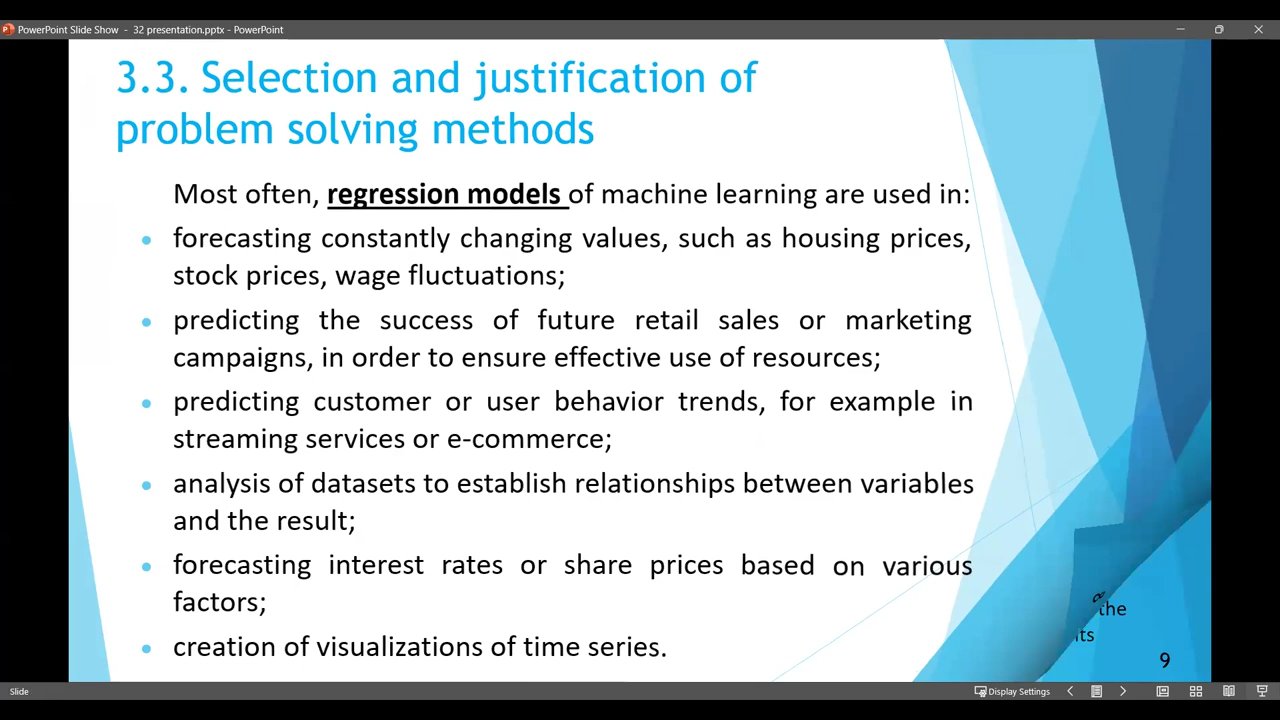 PowerPoint Slide Show - 32 presentation.pptx - PowerPoint
3.3. Selection and justification of
problem solving methods
Most often, regression models of machine learning are used in:
• forecasting constantly changing values, such as housing prices,
stock prices, wage fluctuations;
• predicting the success of future retail sales or marketing
campaigns, in order to ensure effective use of resources;
• predicting customer or user behavior trends, for example in
streaming services or e-commerce;
• analysis of datasets to establish relationships between variables
and the result;
• forecasting interest rates or share prices based on various
factors;
• creation of visualizations of time series.
8
the
9
Slide
Display Settings